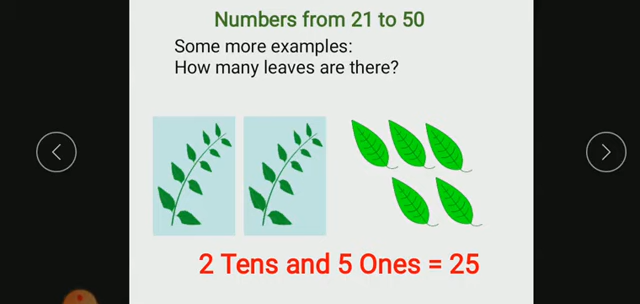 Numbers from 21 to 50
Some more examples:
How many leaves are there?
2 Tens and 5 Ones = 25